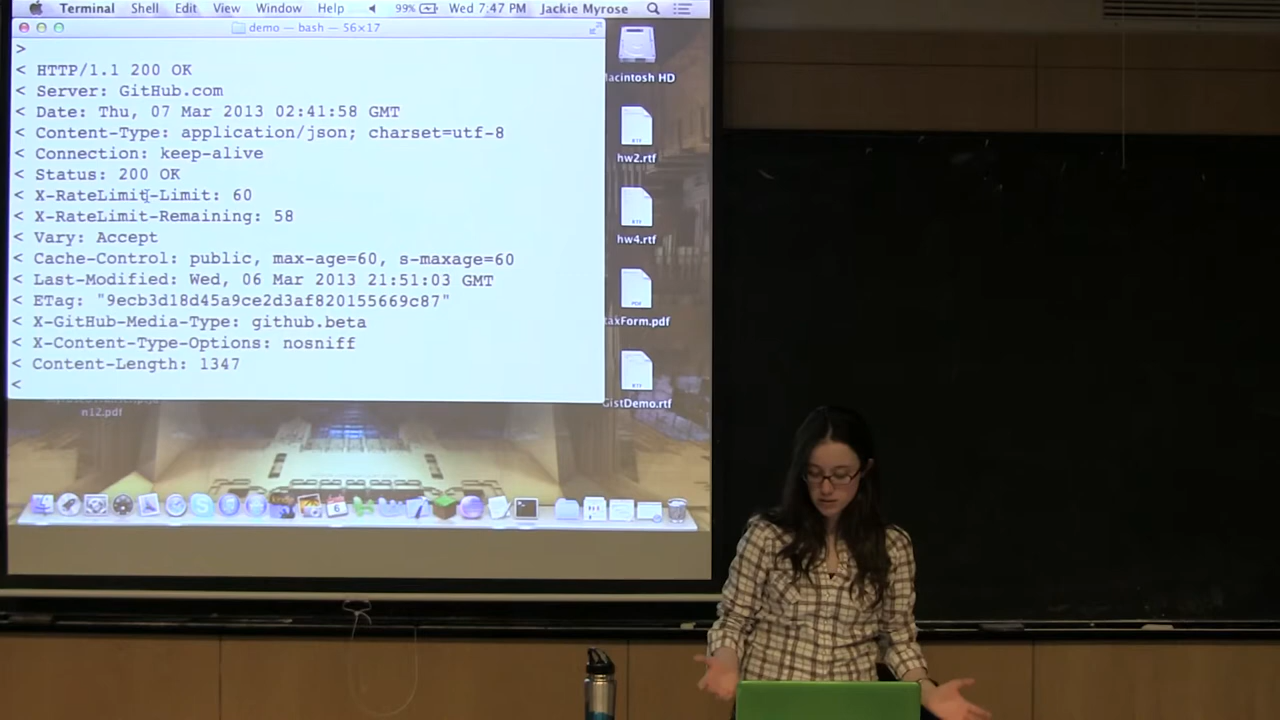 Terminal Shell Edit View Window Help 99% Wed 7:47 PM Jackie Myrose
demo — bash — 56×17
>
< HTTP/1.1 200 OK
< Server: GitHub.com
< Date: Thu, 07 Mar 2013 02:41:58 GMT
< Content-Type: application/json; charset=utf-8
< Connection: keep-alive
< Status: 200 OK
< X-RateLimit-Limit: 60
< X-RateLimit-Remaining: 58
< Vary: Accept
< Cache-Control: public, max-age=60, s-maxage=60
< Last-Modified: Wed, 06 Mar 2013 21:51:03 GMT
< ETag: "9ecb3d18d45a9ce2d3af820155669c87"
< X-GitHub-Media-Type: github.beta
< X-Content-Type-Options: nosniff
< Content-Length: 1347
<
acintosh HD
hw2.rtf
hw4.rtf
axForm.pdf
istDemo.rtf
n12.pdf